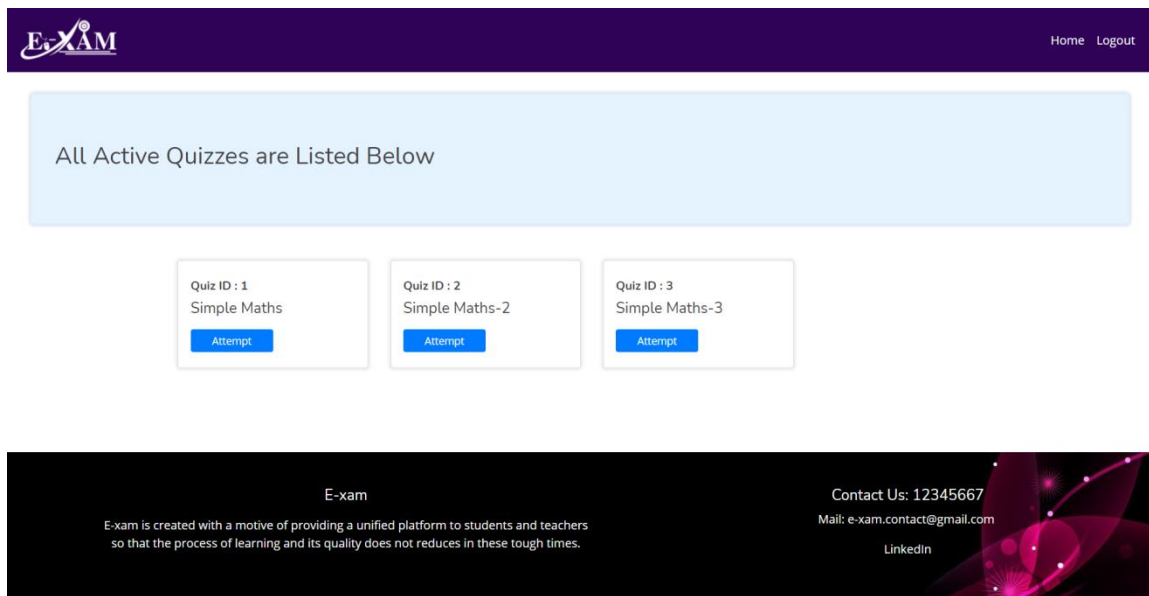 E-XAM
Home Logout
All Active Quizzes are Listed Below
Quiz ID : 1
Simple Maths
Attempt
Quiz ID : 2
Simple Maths-2
Attempt
Quiz ID : 3
Simple Maths-3
Attempt
E-xam
E-xam is created with a motive of providing a unified platform to students and teachers
so that the process of learning and its quality does not reduces in these tough times.
Contact Us: 12345667
Mail: e-xam.contact@gmail.com
LinkedIn